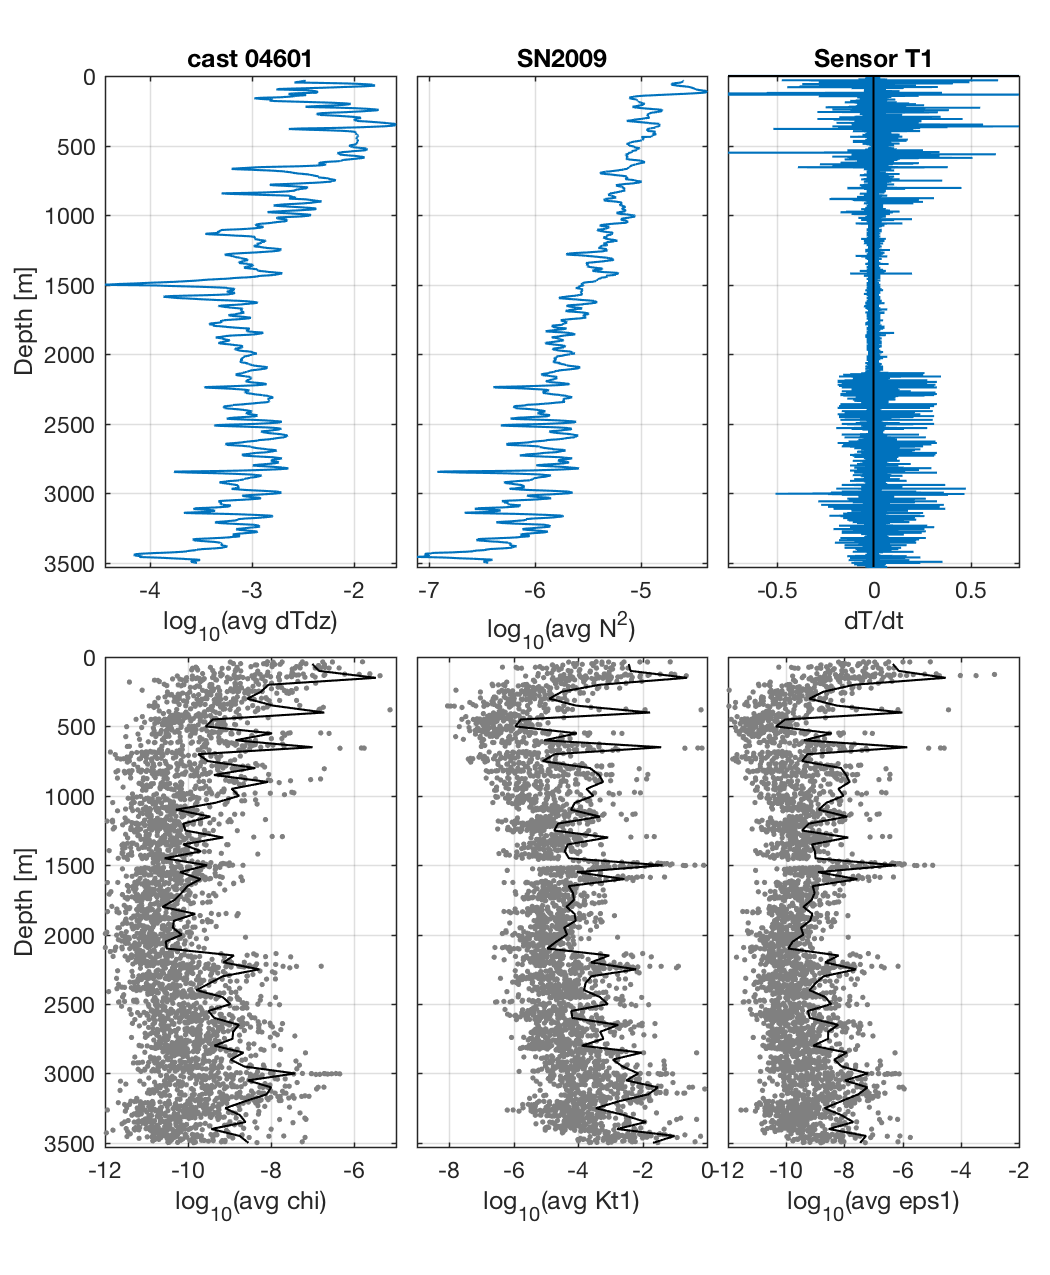 cast 04601 SN2009 Sensor T1
0
500
1000
1500
2000
2500
3000
3500
Depth [m]
-4 -3 -2 -7 -6 -5 -0.5 0 0.5
log10(avg dTdz) log10(avg N2) dT/dt
0
500
1000
1500
2000
2500
3000
3500
Depth [m]
-12 -10 -8 -6 -8 -6 -4 -2 0 -12 -10 -8 -6 -4 -2
log10(avg chi) log10(avg Kt1) log10(avg eps1)